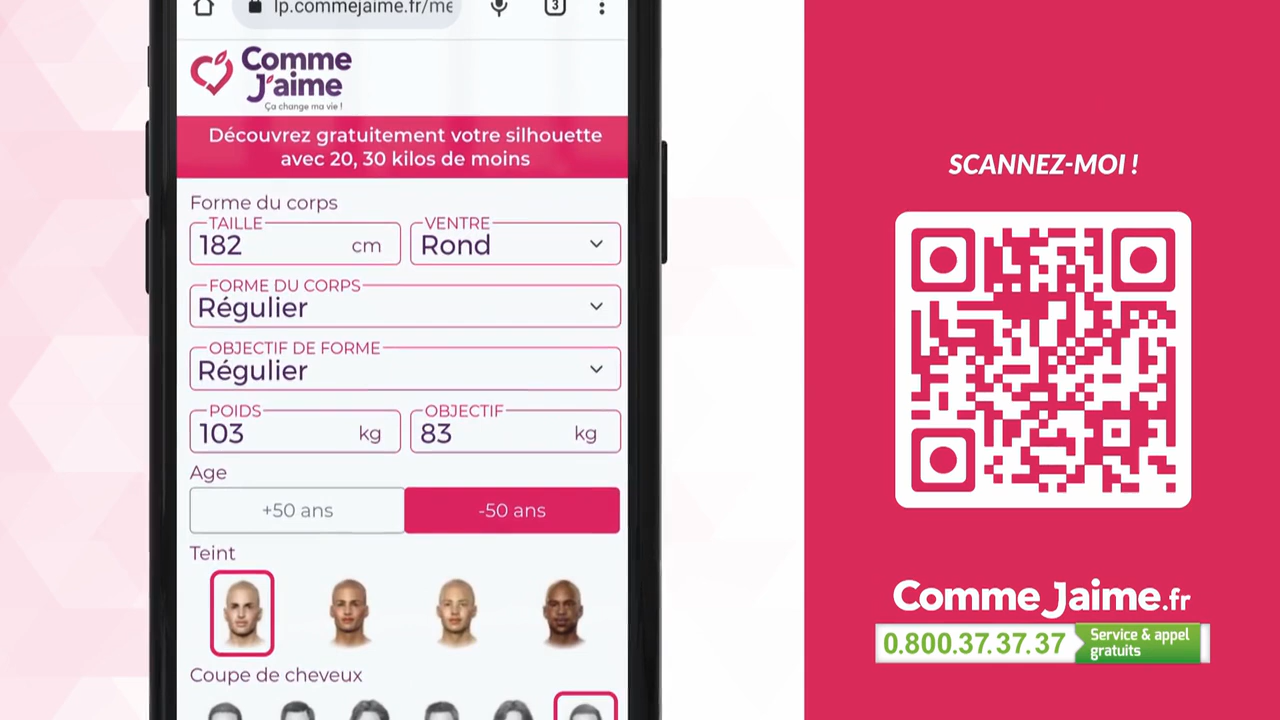 lp.commejaime.fr/me
3
Comme
J'aime
Ça change ma vie !
Découvrez gratuitement votre silhouette
avec 20, 30 kilos de moins
Forme du corps
TAILLE
182 cm
VENTRE
Rond
FORME DU CORPS
Régulier
OBJECTIF DE FORME
Régulier
POIDS
103 kg
OBJECTIF
83 kg
Age
+50 ans
-50 ans
Teint
Coupe de cheveux
SCANNEZ-MOI !
Comme J'aime.fr
0.800.37.37.37
Service & appel
gratuits